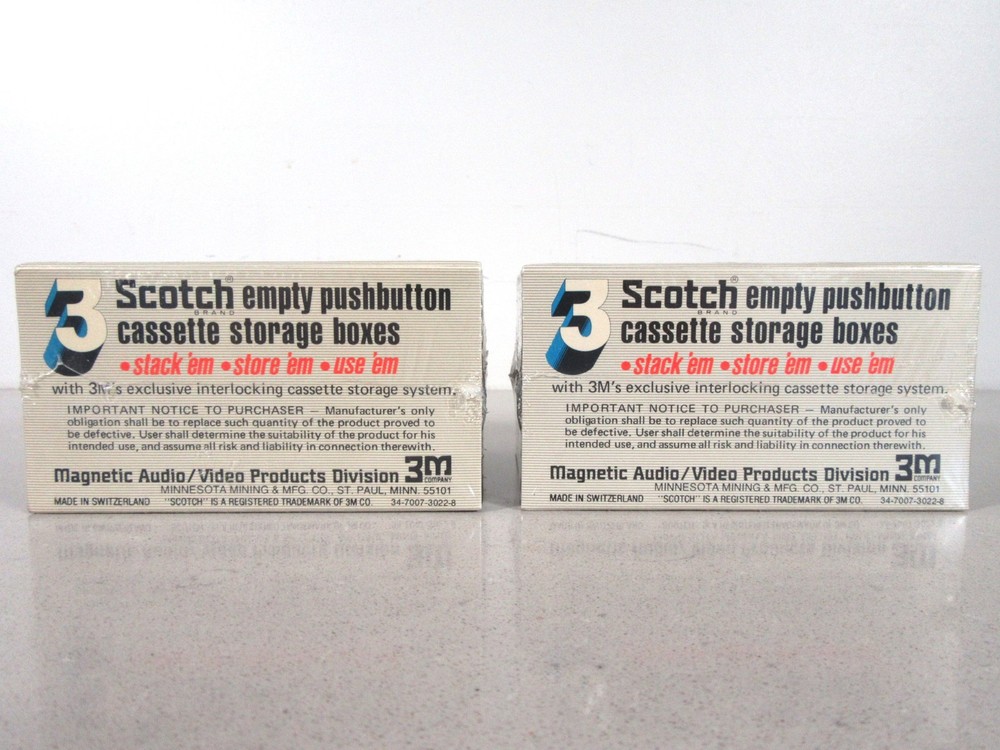 3 Scotch® empty pushbutton
BRAND
cassette storage boxes
•stack 'em •store 'em •use 'em
with 3M's exclusive interlocking cassette storage system.
IMPORTANT NOTICE TO PURCHASER — Manufacturer's only
obligation shall be to replace such quantity of the product proved to
be defective. User shall determine the suitability of the product for his
intended use, and assume all risk and liability in connection therewith.
Magnetic Audio/Video Products Division 3M
COMPANY
MINNESOTA MINING & MFG. CO., ST. PAUL, MINN. 55101
MADE IN SWITZERLAND "SCOTCH" IS A REGISTERED TRADEMARK OF 3M CO. 34-7007-3022-8
3 Scotch® empty pushbutton
BRAND
cassette storage boxes
•stack 'em •store 'em •use 'em
with 3M's exclusive interlocking cassette storage system.
IMPORTANT NOTICE TO PURCHASER — Manufacturer's only
obligation shall be to replace such quantity of the product proved to
be defective. User shall determine the suitability of the product for his
intended use, and assume all risk and liability in connection therewith.
Magnetic Audio/Video Products Division 3M
COMPANY
MINNESOTA MINING & MFG. CO., ST. PAUL, MINN. 55101
MADE IN SWITZERLAND "SCOTCH" IS A REGISTERED TRADEMARK OF 3M CO. 34-7007-3022-8